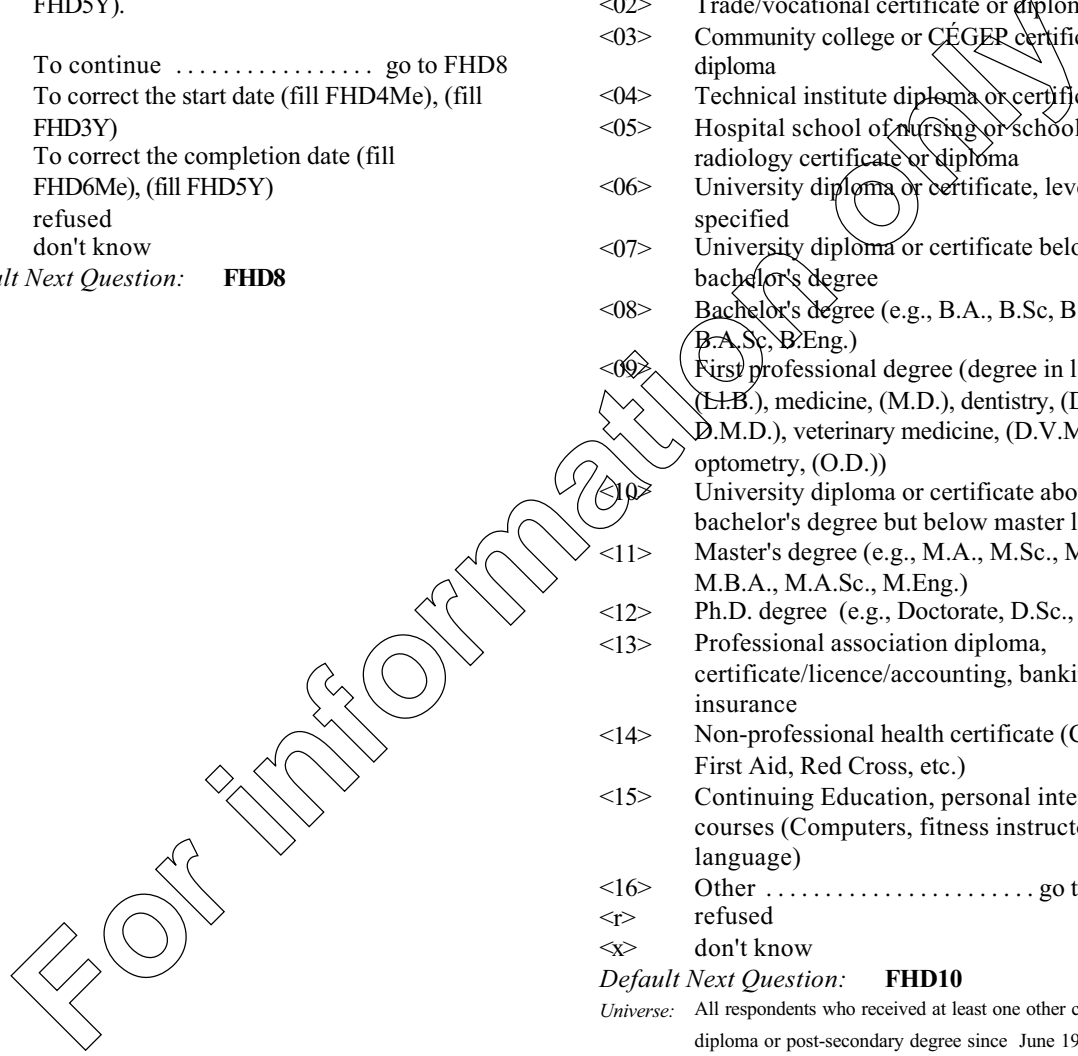 FHD5Y).
To continue ................. go to FHD8
To correct the start date (fill FHD4Me), (fill
FHD3Y)
To correct the completion date (fill
FHD6Me), (fill FHD5Y)
refused
don't know
Next Question: FHD8
<02> Trade/vocational certificate or
<03> Community college or CÉGEP
diploma
<04> Technical institute diploma or
<05> Hospital school of nursing or school
radiology certificate or diploma
<06> University diploma or certificate,
specified
<07> University diploma or certificate
bachelor's degree
<08> Bachelor's degree (e.g., B.A., B.Sc,
B.A.Sc, B.Eng.)
<09> First professional degree (degree in
(Ll.B.), medicine, (M.D.), dentistry,
D.M.D.), veterinary medicine,
optometry, (O.D.))
<10> University diploma or certificate
bachelor's degree but below master
<11> Master's degree (e.g., M.A., M.Sc.,
M.B.A., M.A.Sc., M.Eng.)
<12> Ph.D. degree (e.g., Doctorate, D.Sc.,
<13> Professional association diploma,
certificate/licence/accounting,
insurance
<14> Non-professional health certificate
First Aid, Red Cross, etc.)
<15> Continuing Education, personal
courses (Computers, fitness
language)
<16> Other ....................... go
<r> refused
<x> don't know
Default Next Question: FHD10
Universe: All respondents who received at least one other
diploma or post-secondary degree since June
For information only